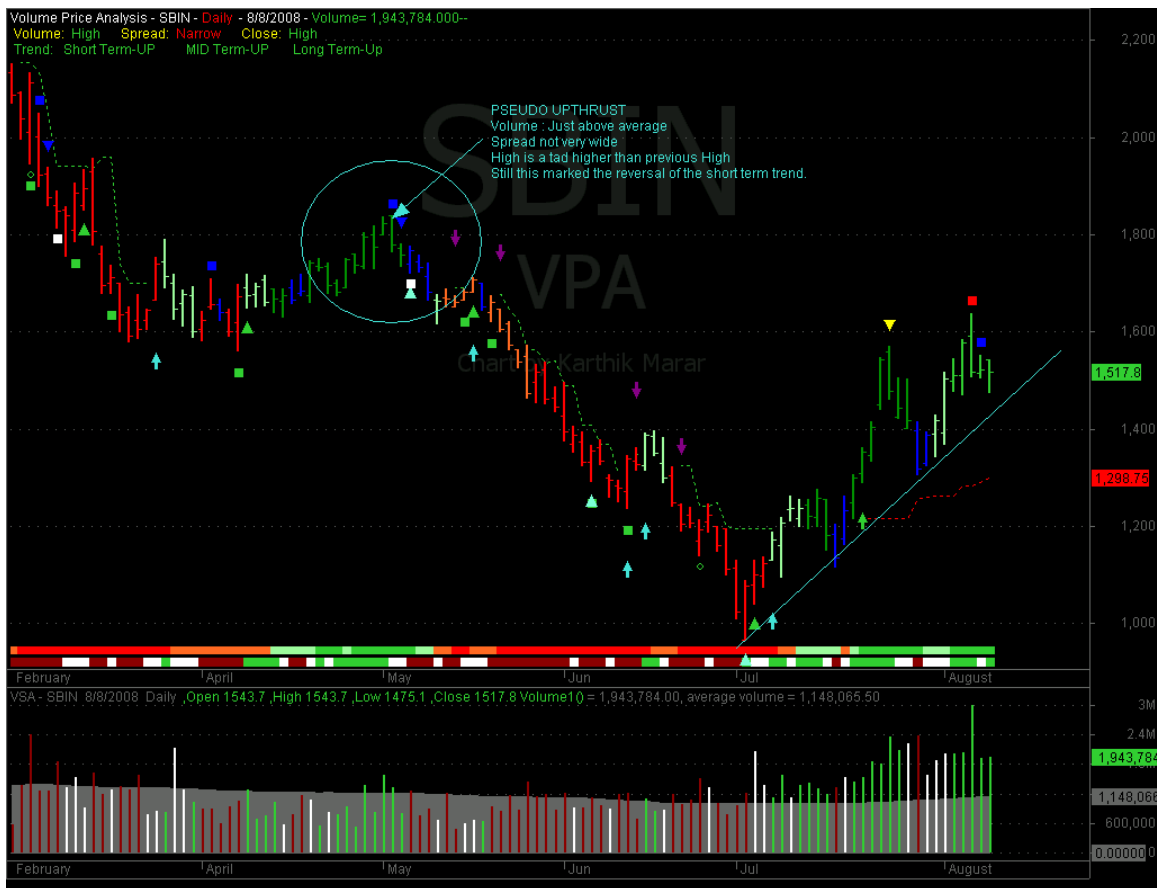 Volume Price Analysis - SBIN - Daily - 8/8/2008 - Volume= 1,943,784.000--
Volume: High Spread: Narrow Close: High
Trend: Short Term-UP MID Term-UP Long Term-Up
2,200
PSEUDO UPTHRUST
Volume : Just above average
Spread not very wide
High is a tad higher than previous High
Still this marked the reversal of the short term trend.
2,000
SBIN
1,800
VPA
1,600
Chart by Karthik Marar
1,517.8
1,400
1,298.75
1,200
1,000
February April May Jun Jul August
VSA - SBIN 8/8/2008 Daily ,Open 1543.7 ,High 1543.7 ,Low 1475.1 ,Close 1517.8 Volume1() = 1,943,784.00, average volume = 1,148,065.50
3M
2.4M
1,943,784
1,148,066
600,000
0.00000 0
February April May Jun Jul August